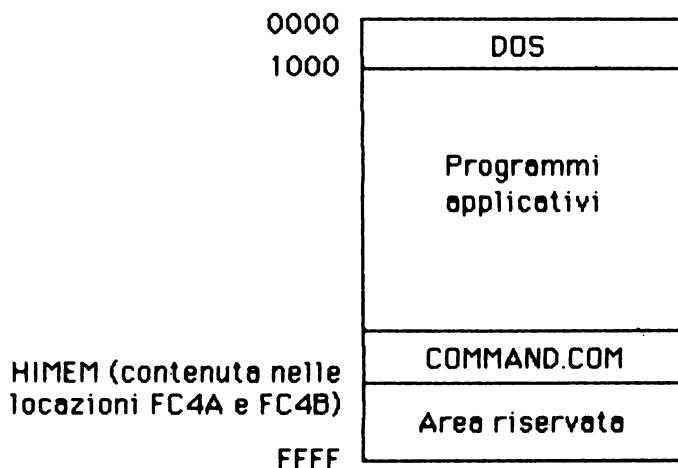 0000
DOS
1000
Programmi
applicativi
COMMAND.COM
HIMEM (contenuta nelle
locazioni FC4A e FC4B)
Area riservata
FFFF